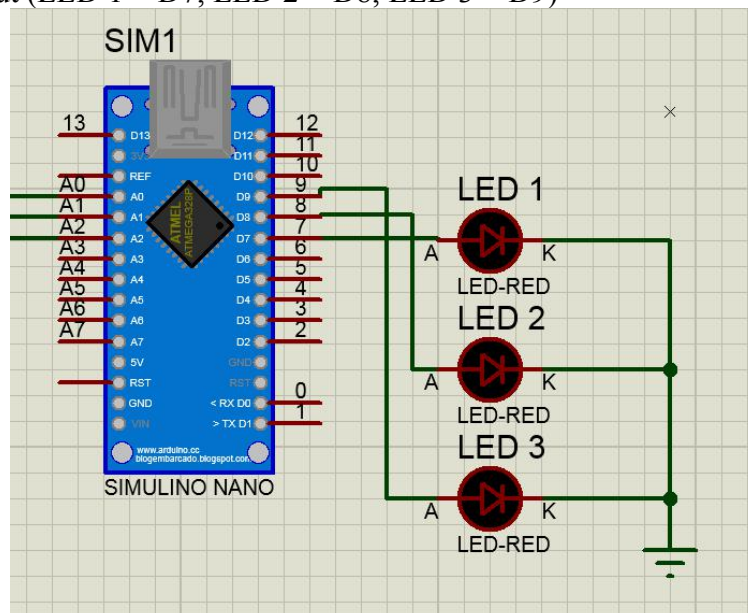 ut (LED 1 = D7, LED 2 = D8, LED 3 = D9)
SIM1
13
D13
3V3
REF
A0
A0
A1
A1
A2
A2
A3
A3
A4
A4
A5
A5
A6
A6
A7
A7
5V
RST
GND
VIN
ATMEL
ATMEGA328P
D12
12
D11
11
D10
10
D9
9
D8
8
D7
7
D6
6
D5
5
D4
4
D3
3
D2
2
GND
RST
< RX D0
0
> TX D1
1
www.arduino.cc
blogembarcado.blogspot.com
SIMULINO NANO
LED 1
A
K
LED-RED
LED 2
A
K
LED-RED
LED 3
A
K
LED-RED